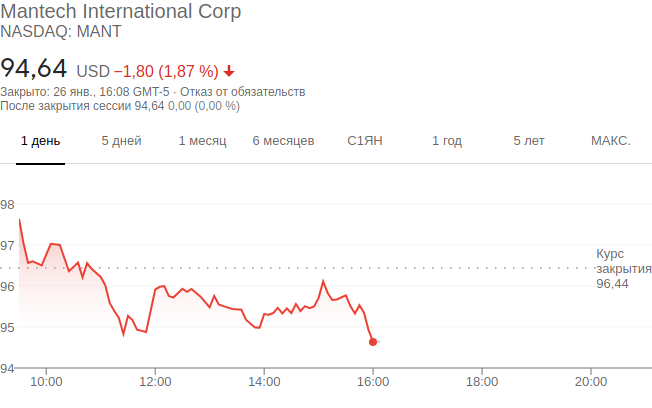 Mantech International Corp
NASDAQ: MANT
94,64 USD −1,80 (1,87 %)
Закрыто: 26 янв., 16:08 GMT-5 · Отказ от обязательств
После закрытия сессии 94,64 0,00 (0,00 %)
1 день 5 дней 1 месяц 6 месяцев С1ЯН 1 год 5 лет МАКС.
98
97
Курс
закрытия
96,44
96
95
94
10:00 12:00 14:00 16:00 18:00 20:00